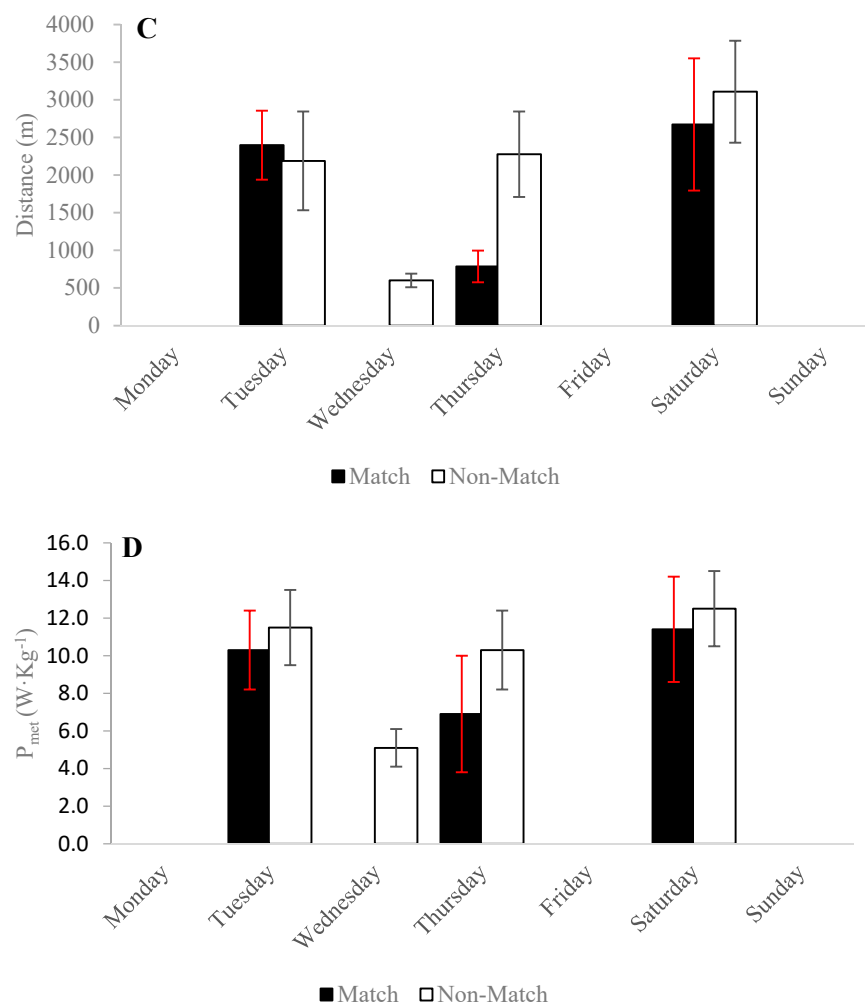 C
4000
3500
3000
2500
2000
1500
1000
500
0
Distance (m)
Monday
Tuesday
Wednesday
Thursday
Friday
Saturday
Sunday
Match Non-Match
D
16.0
14.0
12.0
10.0
8.0
6.0
4.0
2.0
0.0
Pmet (W·Kg-1)
Monday
Tuesday
Wednesday
Thursday
Friday
Saturday
Sunday
Match Non-Match